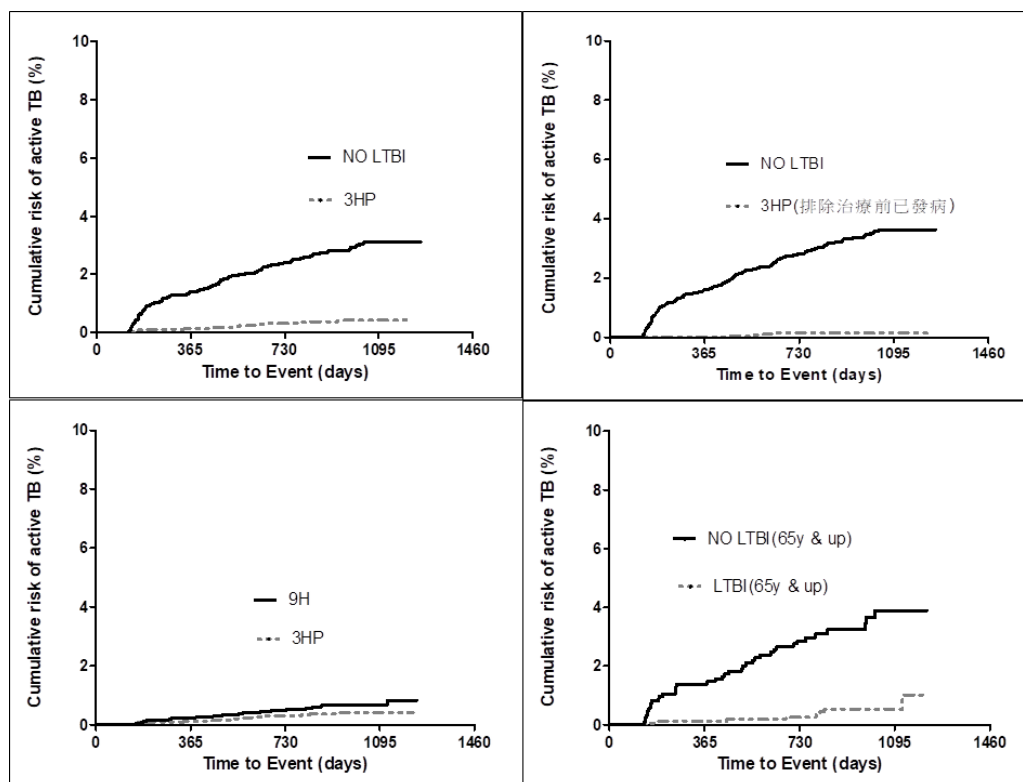 Cumulative risk of active TB (%)
10
8
6
4
2
0
NO LTBI
3HP
0 365 730 1095 1460
Time to Event (days)
Cumulative risk of active TB (%)
10
8
6
4
2
0
NO LTBI
3HP(排除治療前已發病)
0 365 730 1095 1460
Time to Event (days)
Cumulative risk of active TB (%)
10
8
6
4
2
0
9H
3HP
0 365 730 1095 1460
Time to Event (days)
Cumulative risk of active TB (%)
10
8
6
4
2
0
NO LTBI(65y & up)
LTBI(65y & up)
0 365 730 1095 1460
Time to Event (days)